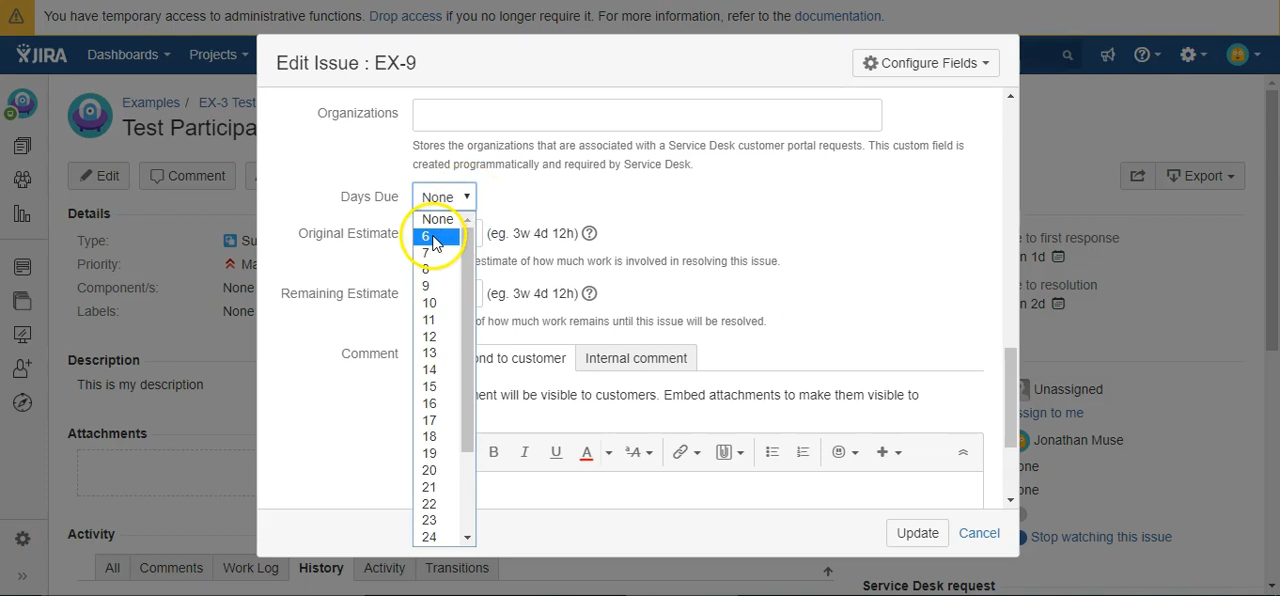 You have temporary access to administrative functions. Drop access if you no longer require it. For more information, refer to the documentation.
JIRA Dashboards Projects
Edit Issue : EX-9
Configure Fields
Examples / EX-3 Test
Test Participa
Edit Comment
Export
Organizations
Stores the organizations that are associated with a Service Desk customer portal requests. This custom field is
created programmatically and required by Service Desk.
Days Due None
None
6
7
8
9
10
11
12
13
14
15
16
17
18
19
20
21
22
23
24
Original Estimate (eg. 3w 4d 12h)
estimate of how much work is involved in resolving this issue.
Remaining Estimate (eg. 3w 4d 12h)
of how much work remains until this issue will be resolved.
Comment ond to customer Internal comment
ent will be visible to customers. Embed attachments to make them visible to
B I U A
Update Cancel
Details
Type: Su
Priority: Ma
Component/s: None
Labels: None
Description
This is my description
Attachments
Activity
All Comments Work Log History Activity Transitions
e to first response
n 1d
e to resolution
n 2d
Unassigned
ssign to me
Jonathan Muse
one
one
Stop watching this issue
Service Desk request